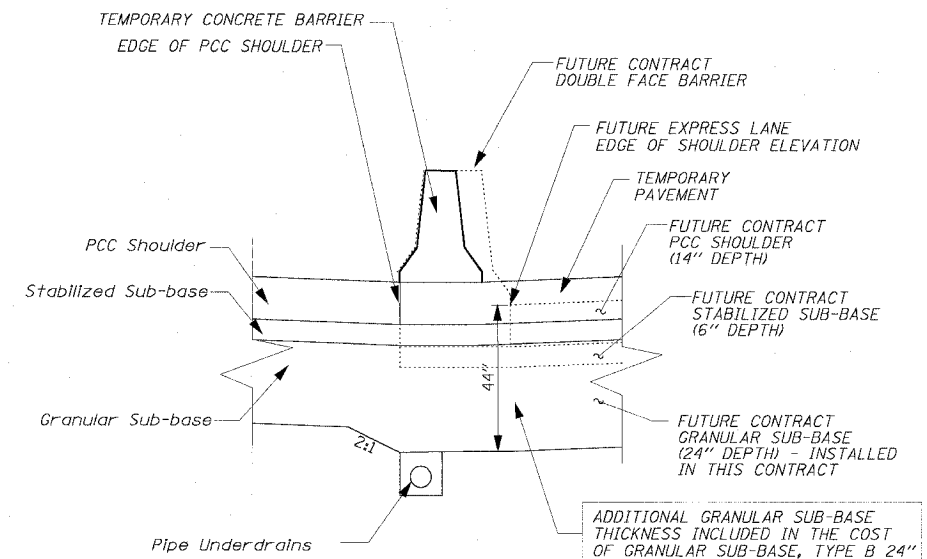 TEMPORARY CONCRETE BARRIER
EDGE OF PCC SHOULDER
FUTURE CONTRACT
DOUBLE FACE BARRIER
FUTURE EXPRESS LANE
EDGE OF SHOULDER ELEVATION
TEMPORARY
PAVEMENT
FUTURE CONTRACT
PCC SHOULDER
(14" DEPTH)
PCC Shoulder
Stabilized Sub-base
FUTURE CONTRACT
STABILIZED SUB-BASE
(6" DEPTH)
44"
Granular Sub-base
2:1
FUTURE CONTRACT
GRANULAR SUB-BASE
(24" DEPTH) - INSTALLED
IN THIS CONTRACT
Pipe Underdrains
ADDITIONAL GRANULAR SUB-BASE
THICKNESS INCLUDED IN THE COST
OF GRANULAR SUB-BASE, TYPE B 24"